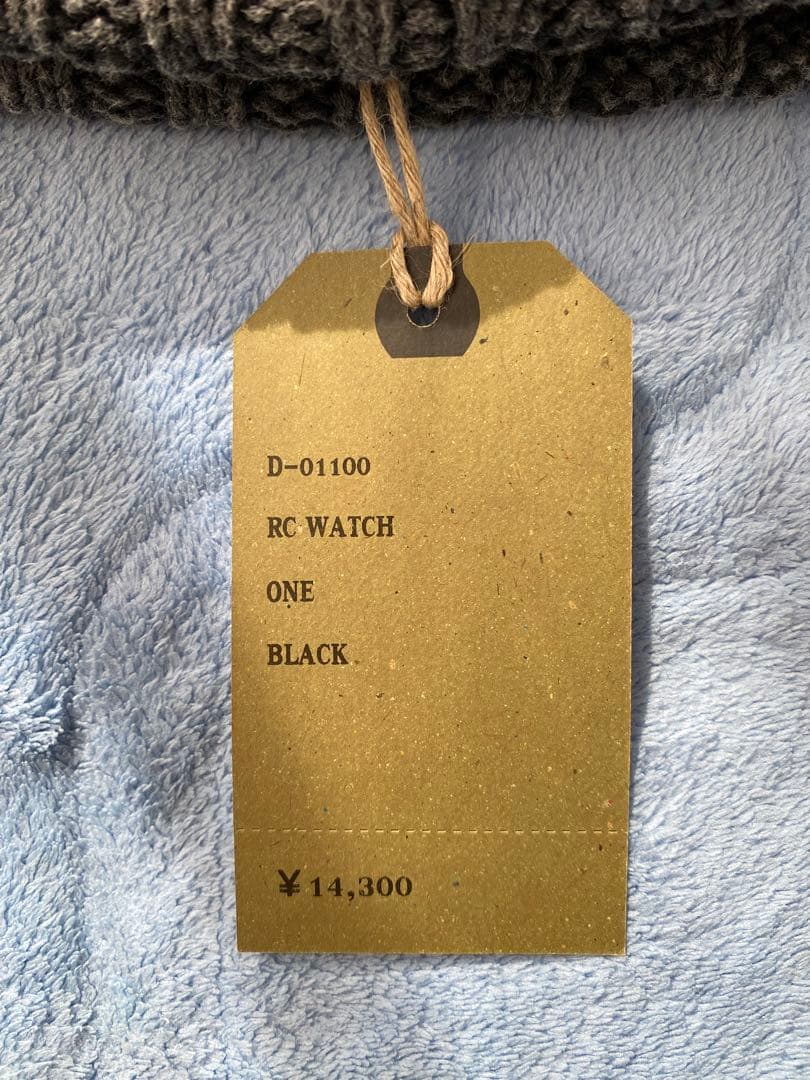 D-01100
RC WATCH
ONE
BLACK
¥14,300